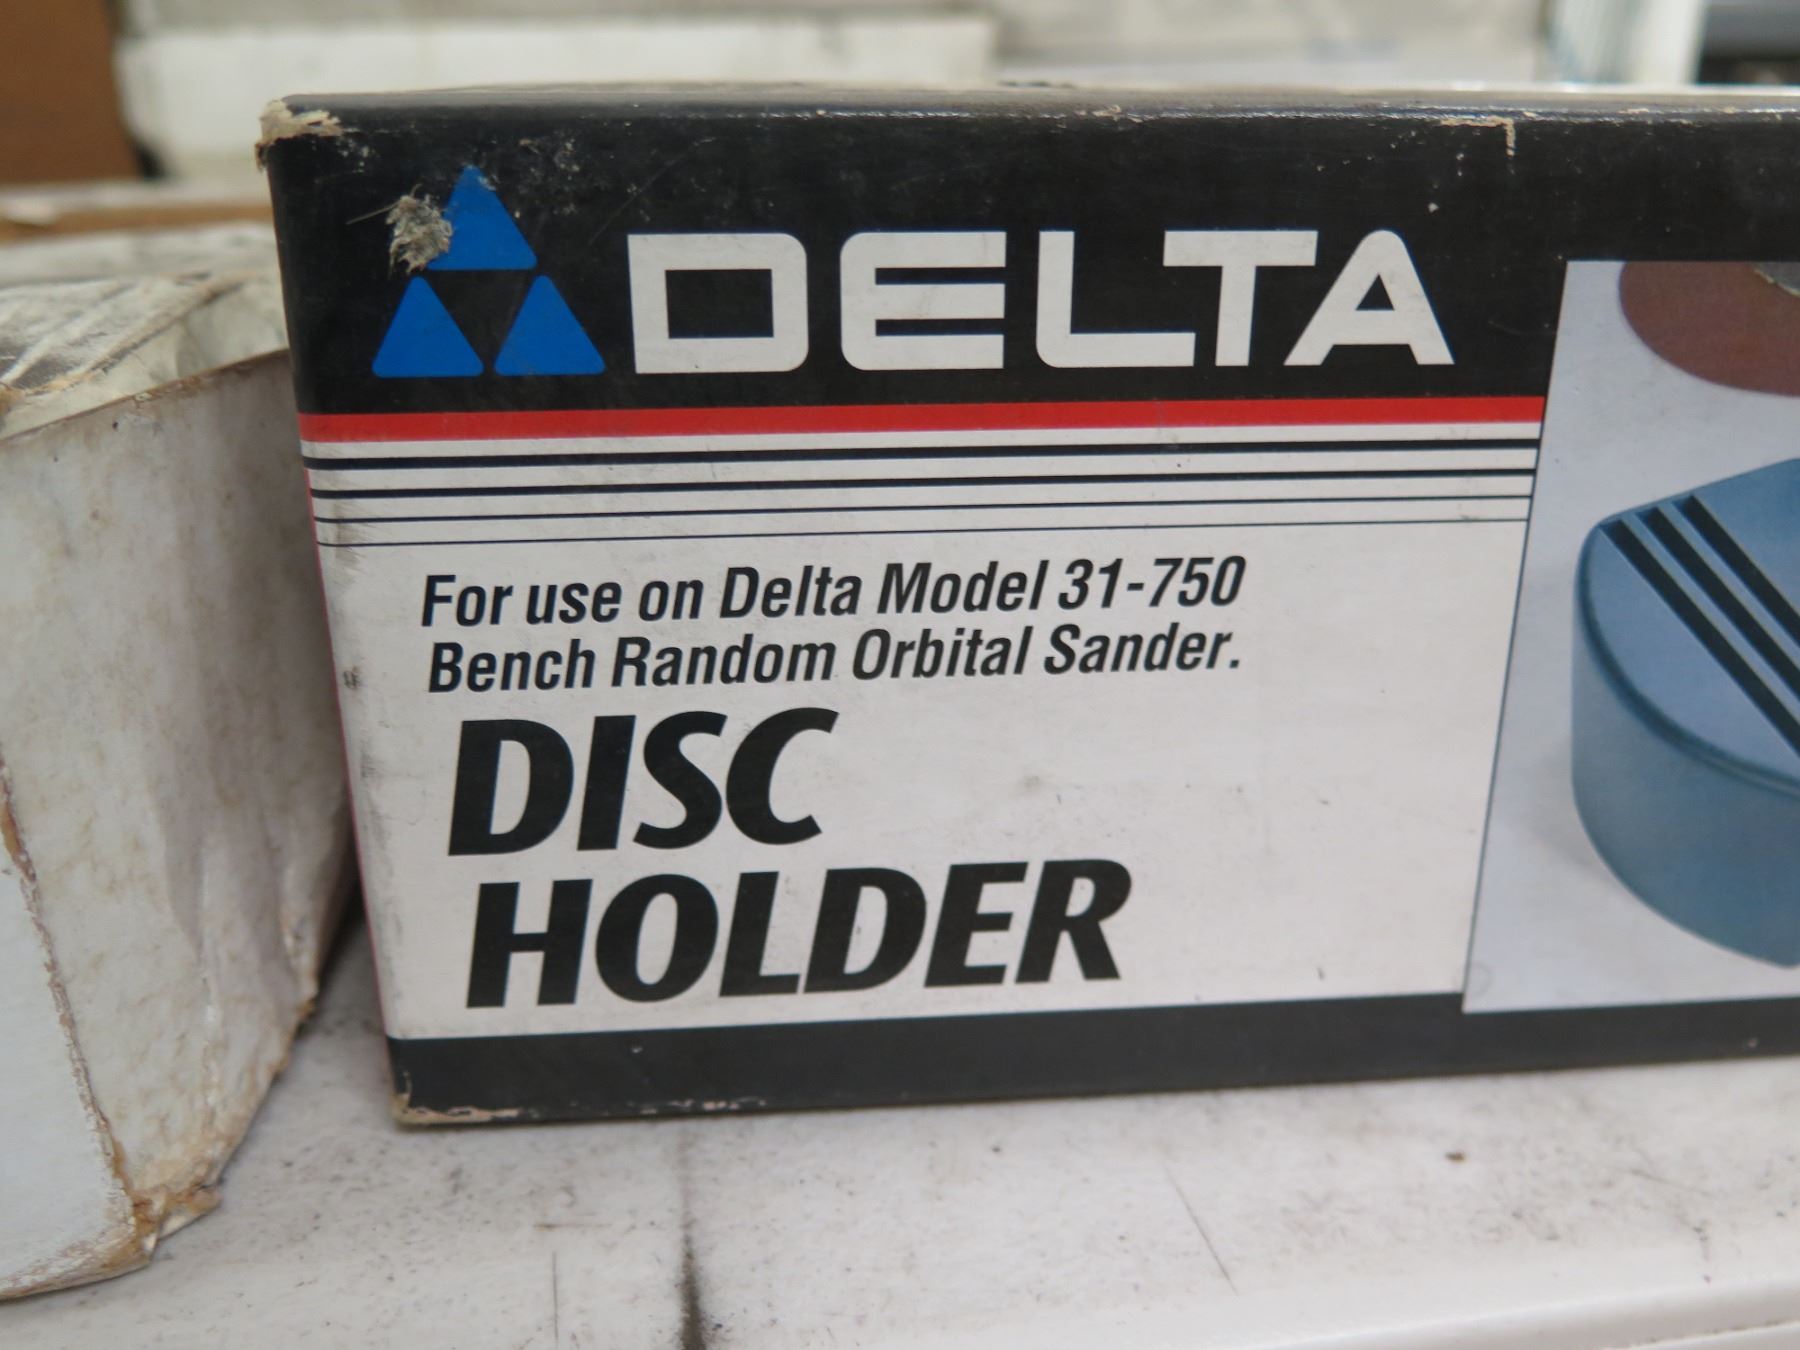 DELTA
For use on Delta Model 31-750
Bench Random Orbital Sander.
DISC
HOLDER